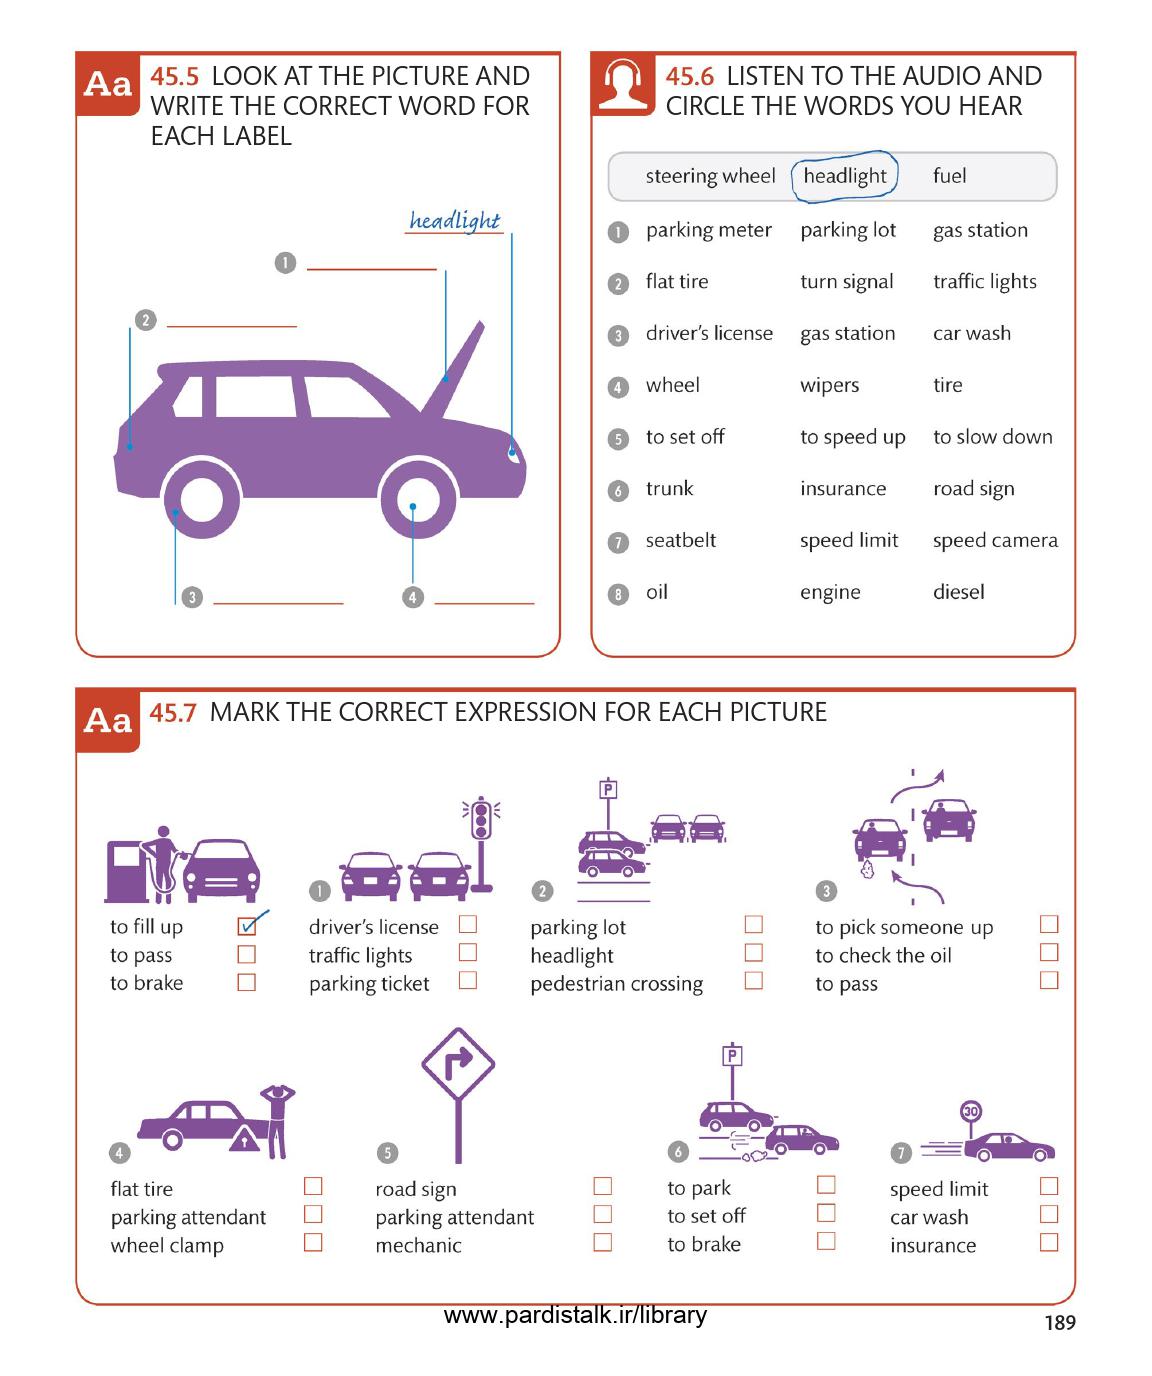 Aa 45.5 LOOK AT THE PICTURE AND
WRITE THE CORRECT WORD FOR
EACH LABEL
headlight
1
2
3
4
45.6 LISTEN TO THE AUDIO AND
CIRCLE THE WORDS YOU HEAR
steering wheel headlight fuel
1 parking meter parking lot gas station
2 flat tire turn signal traffic lights
3 driver's license gas station car wash
4 wheel wipers tire
5 to set off to speed up to slow down
6 trunk insurance road sign
7 seatbelt speed limit speed camera
8 oil engine diesel
Aa 45.7 MARK THE CORRECT EXPRESSION FOR EACH PICTURE
to fill up
to pass
to brake
1
driver's license
traffic lights
parking ticket
P
2
parking lot
headlight
pedestrian crossing
3
to pick someone up
to check the oil
to pass
4
flat tire
parking attendant
wheel clamp
5
road sign
parking attendant
mechanic
P
6
to park
to set off
to brake
30
7
speed limit
car wash
insurance
www.pardistalk.ir/library
189